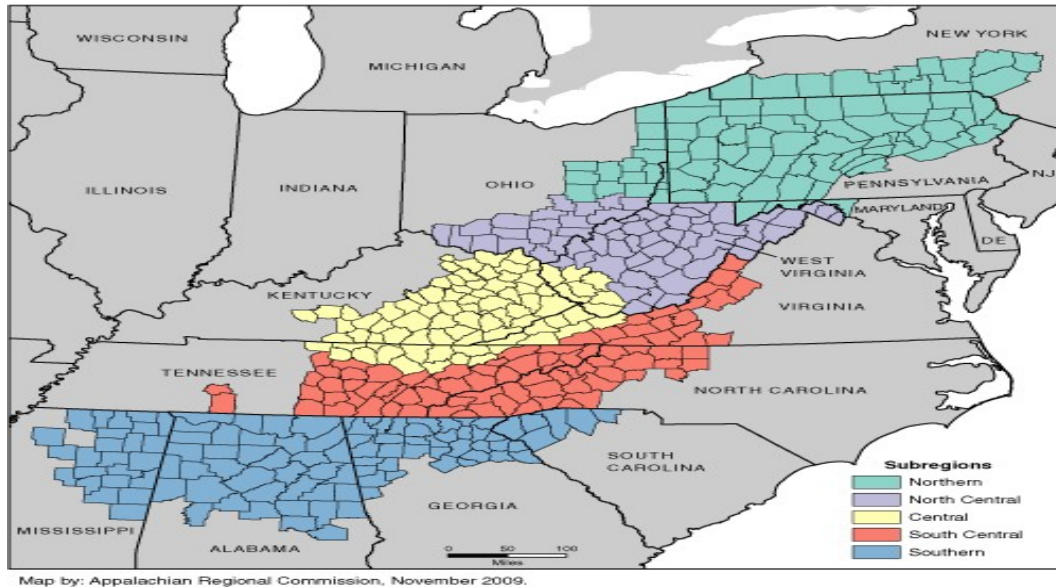 WISCONSIN
NEW YORK
MICHIGAN
ILLINOIS
INDIANA
OHIO
PENNSYLVANIA
NJ
MARYLAND
DE
WEST
VIRGINIA
KENTUCKY
VIRGINIA
TENNESSEE
NORTH CAROLINA
SOUTH
CAROLINA
GEORGIA
MISSISSIPPI
ALABAMA
Subregions
Northern
North Central
Central
South Central
Southern
0 50 100
Miles
Map by: Appalachian Regional Commission, November 2009.